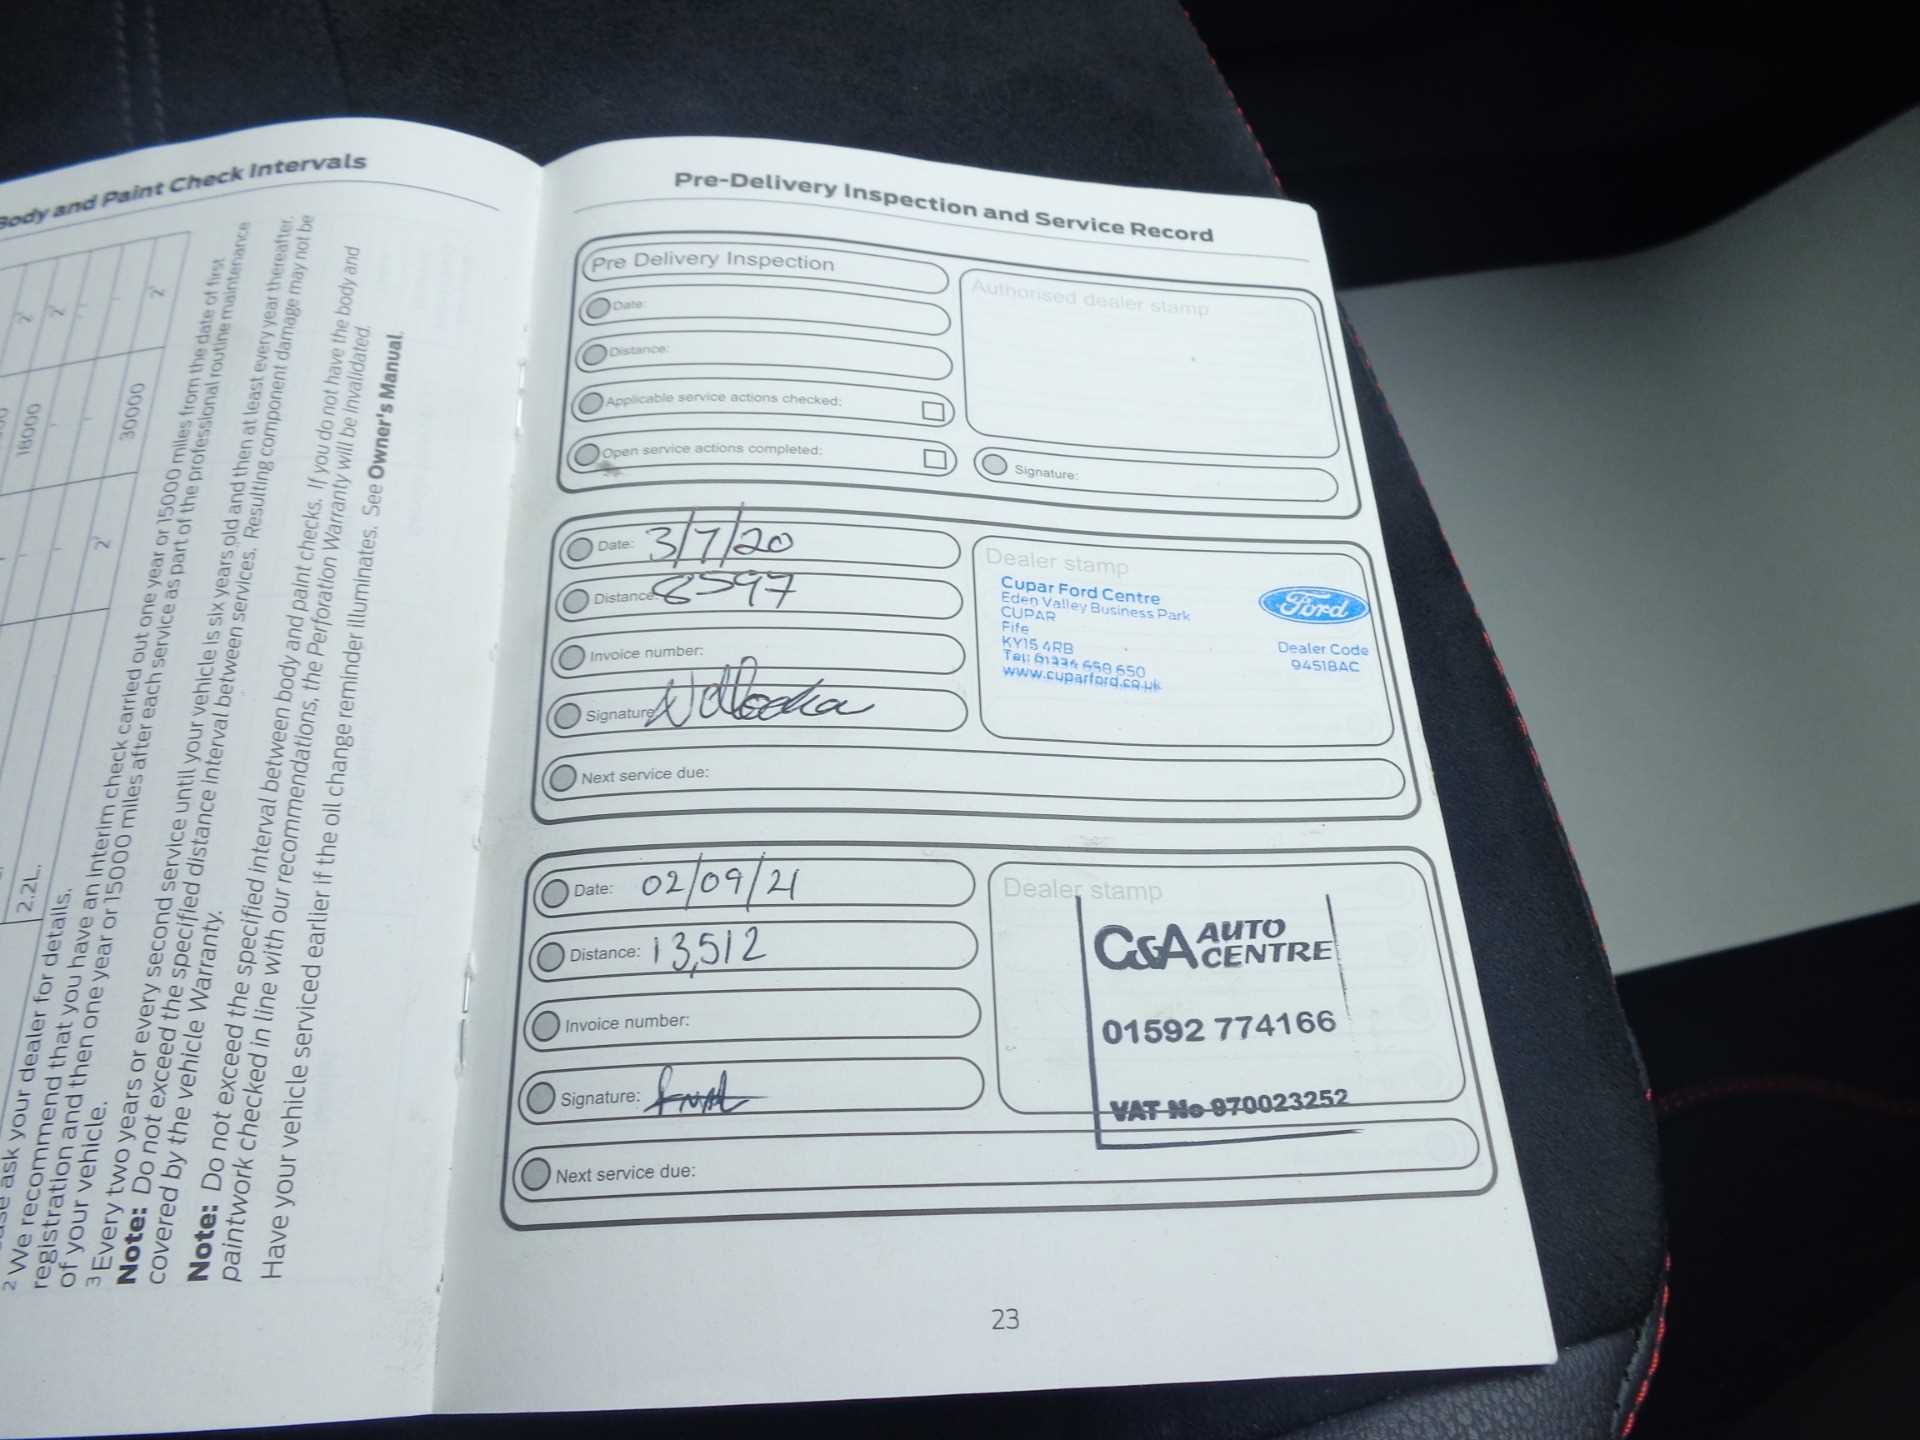 Body and Paint Check Intervals
2¹
2¹
2¹
18000
30000
2¹
2.2L.
ask your dealer for details.
2 We recommend that you have an interim check carried out one year or 15000 miles from the date of first
registration and then one year or 15000 miles after each service as part of the professional routine maintenance
of your vehicle.
3 Every two years or every second service until your vehicle is six years old and then at least every year thereafter.
Note: Do not exceed the specified distance interval between services. Resulting component damage may not be
covered by the vehicle Warranty.
Note: Do not exceed the specified interval between body and paint checks. If you do not have the body and
paintwork checked in line with our recommendations, the Perforation Warranty will be invalidated.
Have your vehicle serviced earlier if the oil change reminder illuminates. See Owner's Manual.
Pre-Delivery Inspection and Service Record
Pre Delivery Inspection
Date:
Distance:
Applicable service actions checked:
Open service actions completed:
Authorised dealer stamp
Signature:
Date: 3/7/20
Distance: 8597
Invoice number:
Signature:
Next service due:
Dealer stamp
Cupar Ford Centre
Eden Valley Business Park
CUPAR
Fife
KY15 4RB
Tel: 01334 650 650
www.cuparford.co.uk
Ford
Dealer Code
94518AC
Date: 02/09/21
Distance: 13,512
Invoice number:
Signature:
Next service due:
Dealer stamp
C&A AUTO
CENTRE
01592 774166
VAT No 970023252
23